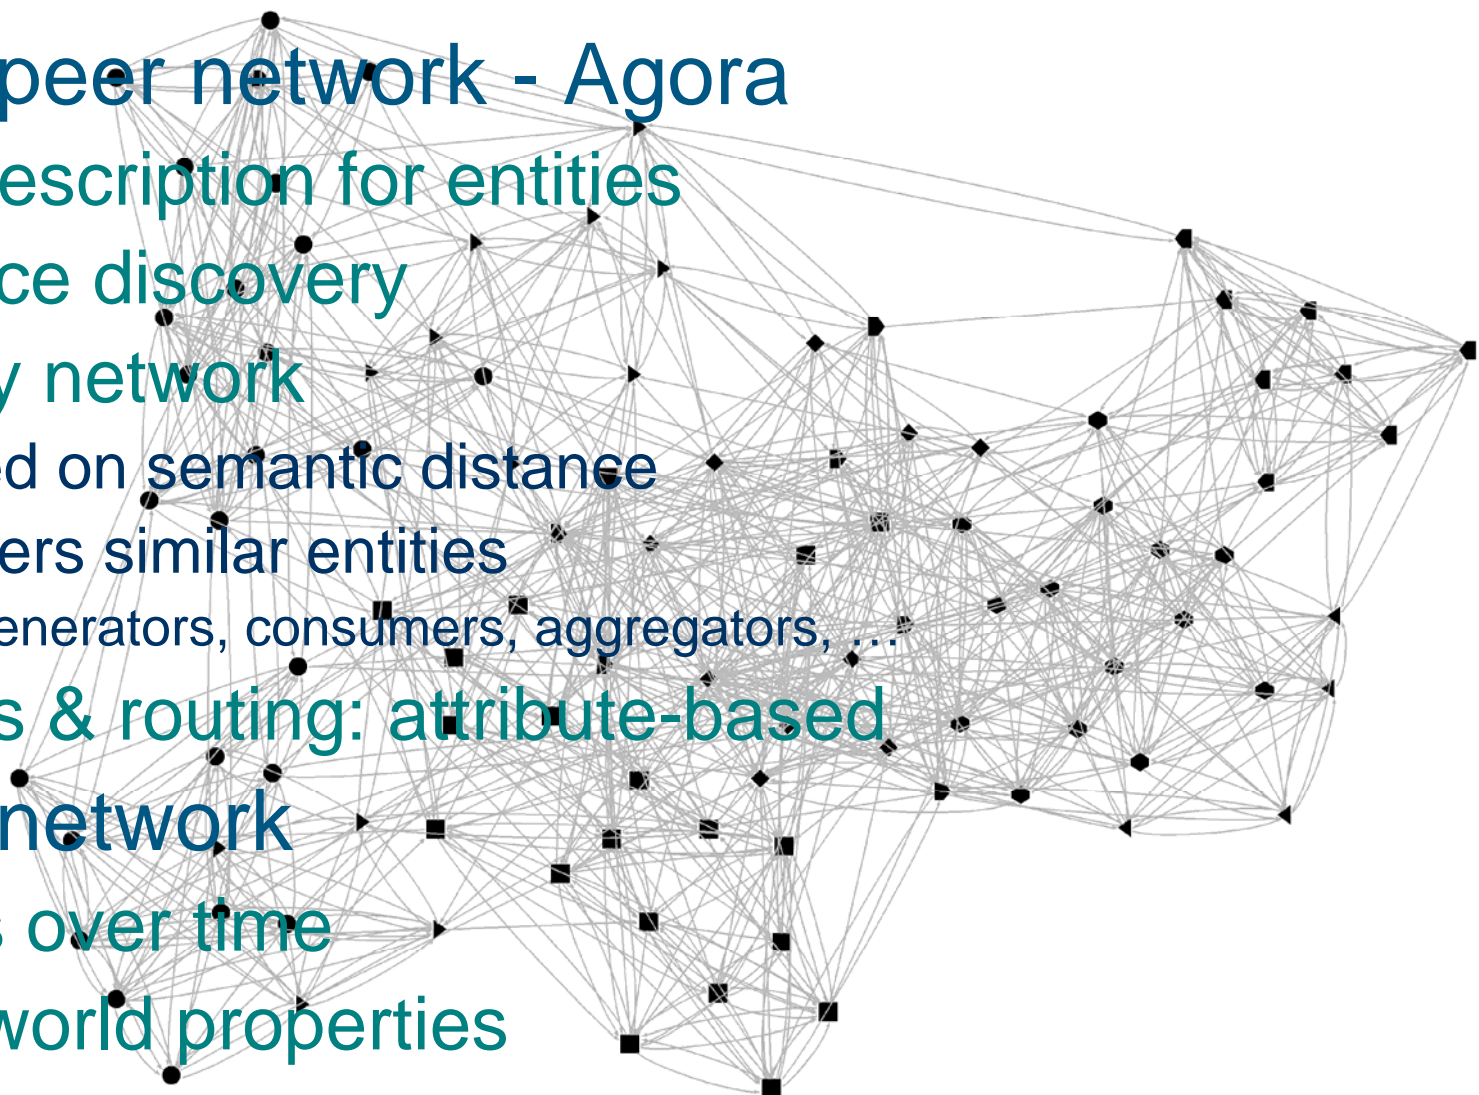 peer network - Agora
escription for entities
ce discovery
y network
ed on semantic distance
ers similar entities
enerators, consumers, aggregators, …
s & routing: attribute-based
network
s over time
world properties